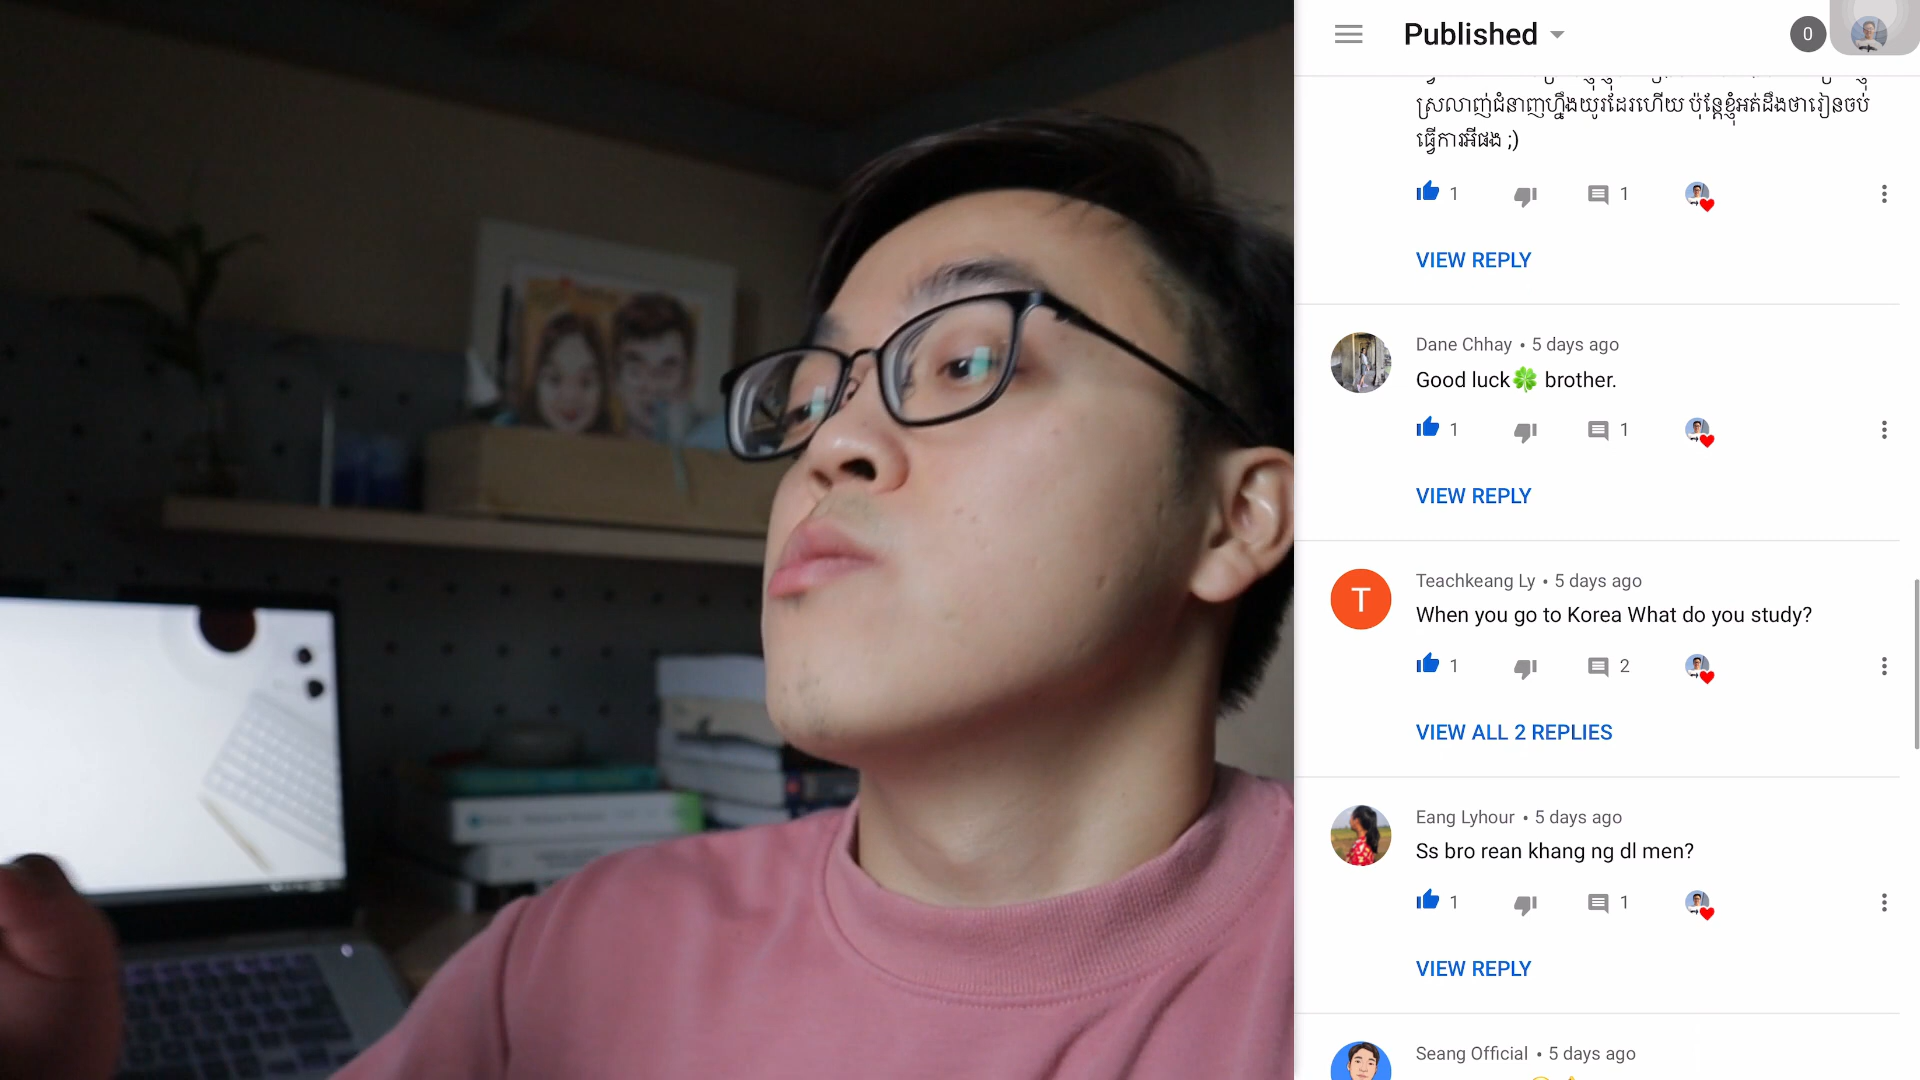 Published
0
ស្រលាញ់ជំនាញហ្នឹងយូរដែរហើយ ប៉ុន្តែខ្ញុំអត់ដឹងថារៀនចប់
ធ្វើការអីផង ;)
1
1
VIEW REPLY
Dane Chhay • 5 days ago
Good luck🍀 brother.
1
1
VIEW REPLY
T
Teachkeang Ly • 5 days ago
When you go to Korea What do you study?
1
2
VIEW ALL 2 REPLIES
Eang Lyhour • 5 days ago
Ss bro rean khang ng dl men?
1
1
VIEW REPLY
Seang Official • 5 days ago